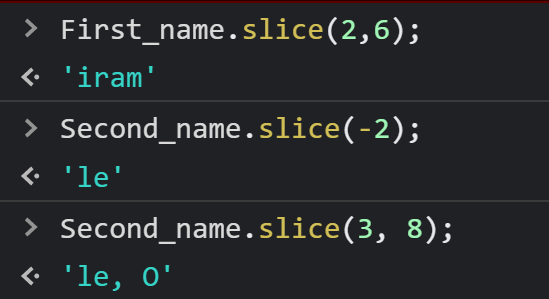 > First_name.slice(2,6);
<· 'iram'
> Second_name.slice(-2);
<· 'le'
> Second_name.slice(3, 8);
<· 'le, O'